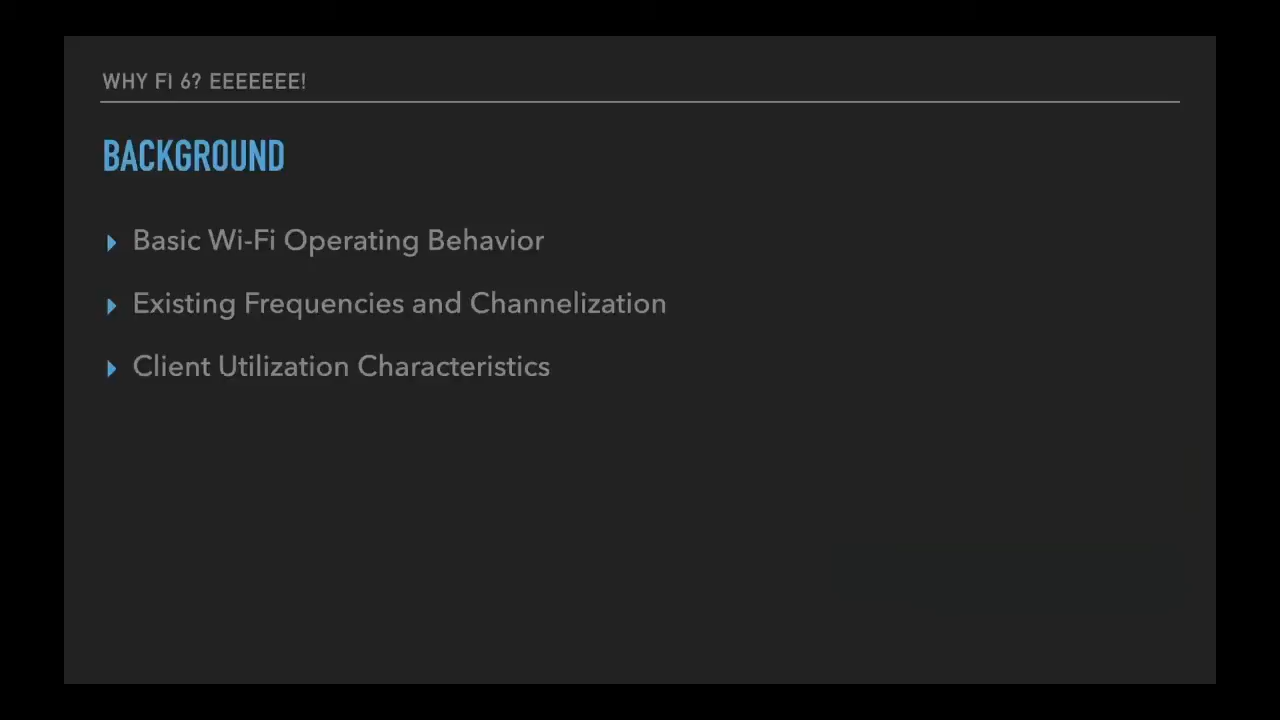 WHY FI 6? EEEEEEE!
BACKGROUND
Basic Wi-Fi Operating Behavior
Existing Frequencies and Channelization
Client Utilization Characteristics